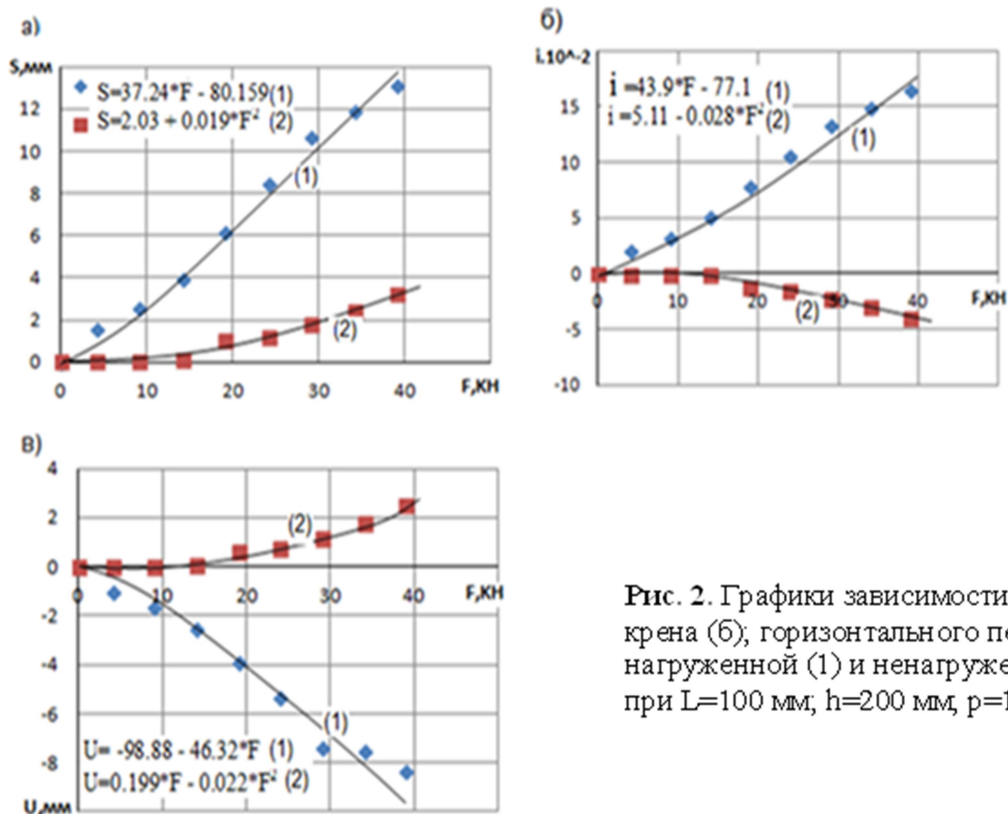 а)
S,мм
S=37.24*F - 80.159(1)
S=2.03 + 0.019*F² (2)
12
10
8
6
4
2
0
(1)
(2)
0 10 20 30 40 F,КН
б)
i.10^-2
i =43.9*F - 77.1 (1)
i =5.11 - 0.028*F² (2)
15
10
5
0
-5
-10
(1)
(2)
0 10 20 30 40 F,КН
в)
4
2
0
-2
-4
-6
-8
U,мм
(2)
(1)
0 10 20 30 40 F,КН
U= -98.88 - 46.32*F (1)
U=0.199*F - 0.022*F² (2)
Рис. 2. Графики зависимости
крена (б); горизонтального
нагруженной (1) и
при L=100 мм; h=200 мм;